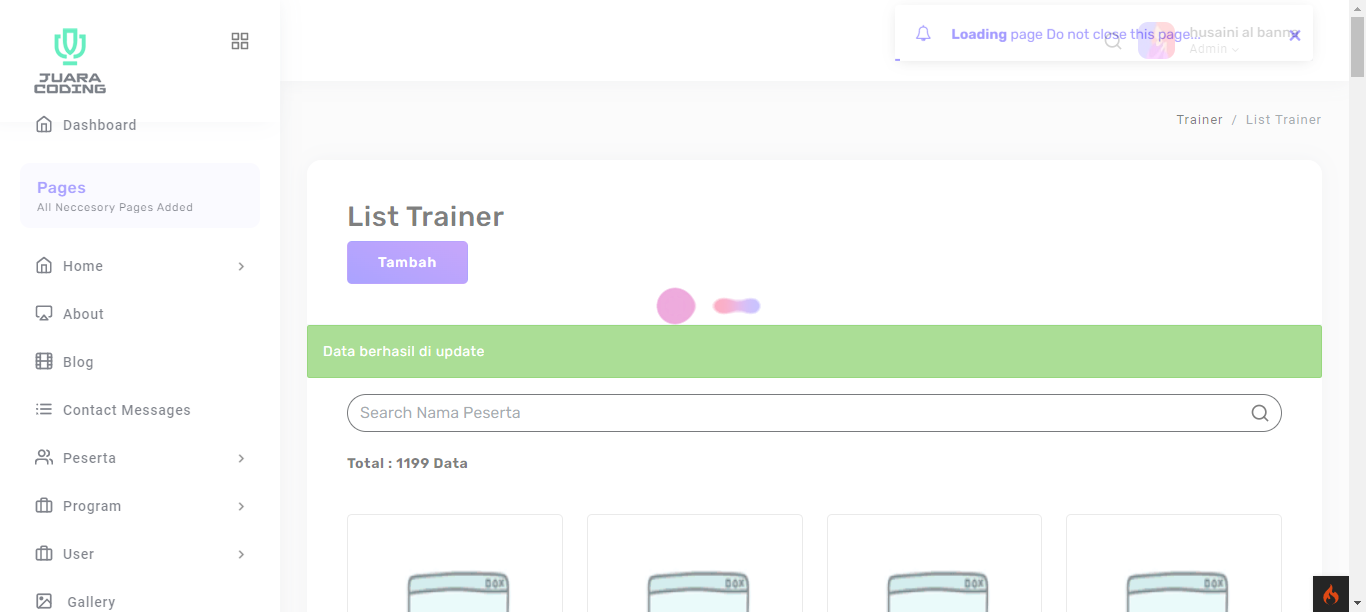 JUARA
CODING
Loading page Do not close this page...
husaini al banna
Admin
Dashboard
Trainer / List Trainer
Pages
All Neccesory Pages Added
List Trainer
Tambah
Home
About
Data berhasil di update
Blog
Search Nama Peserta
Contact Messages
Peserta
Total : 1199 Data
Program
User
Gallery
BOX
BOX
BOX
BOX